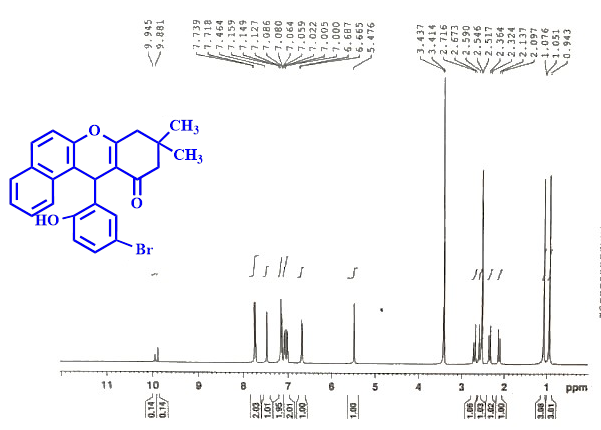 9.945 9.881 7.739 7.718 7.464 7.159 7.149 7.127 7.086 7.080 7.064 7.059 7.022 7.005 7.000 6.687 6.665 5.476 3.437 3.414 2.716 2.673 2.590 2.546 2.517 2.364 2.324 2.137 2.097 1.076 1.051 0.943
CH3
O
CH3
O
HO
Br
11 10 9 8 7 6 5 4 3 2 1 ppm
0.14 0.14 2.03 1.01 1.95 2.01 1.00 1.00 1.06 1.03 1.02 1.00 3.08 3.01